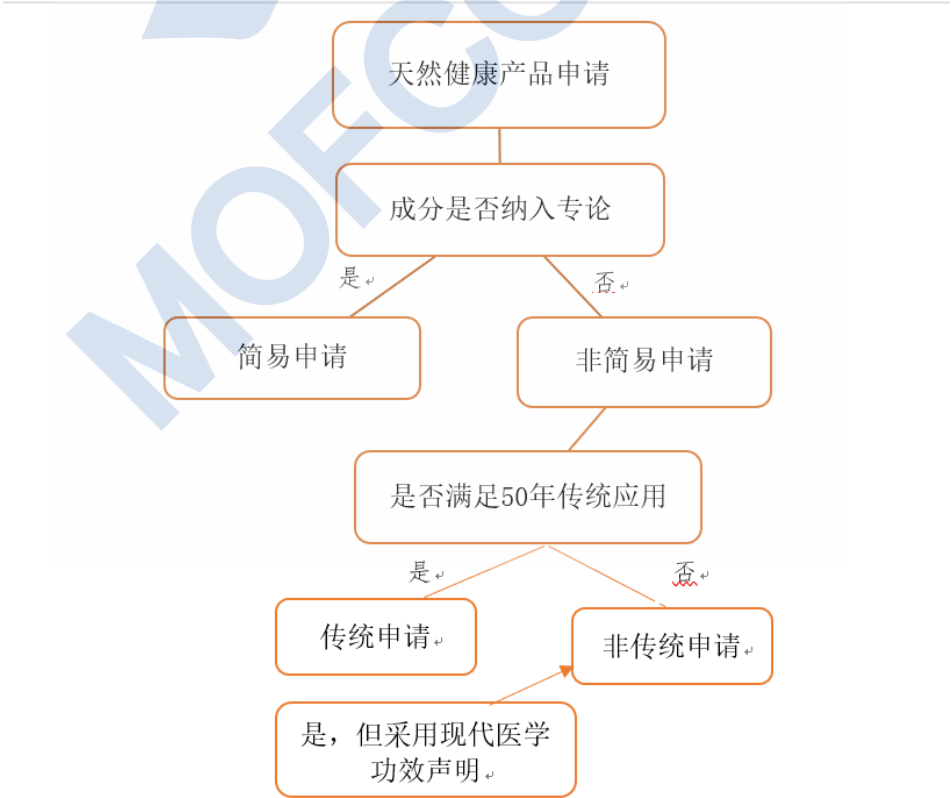 天然健康产品申请
成分是否纳入专论
是
否
简易申请
非简易申请
是否满足50年传统应用
是
否
传统申请
非传统申请
是，但采用现代医学
功效声明
MOFCO